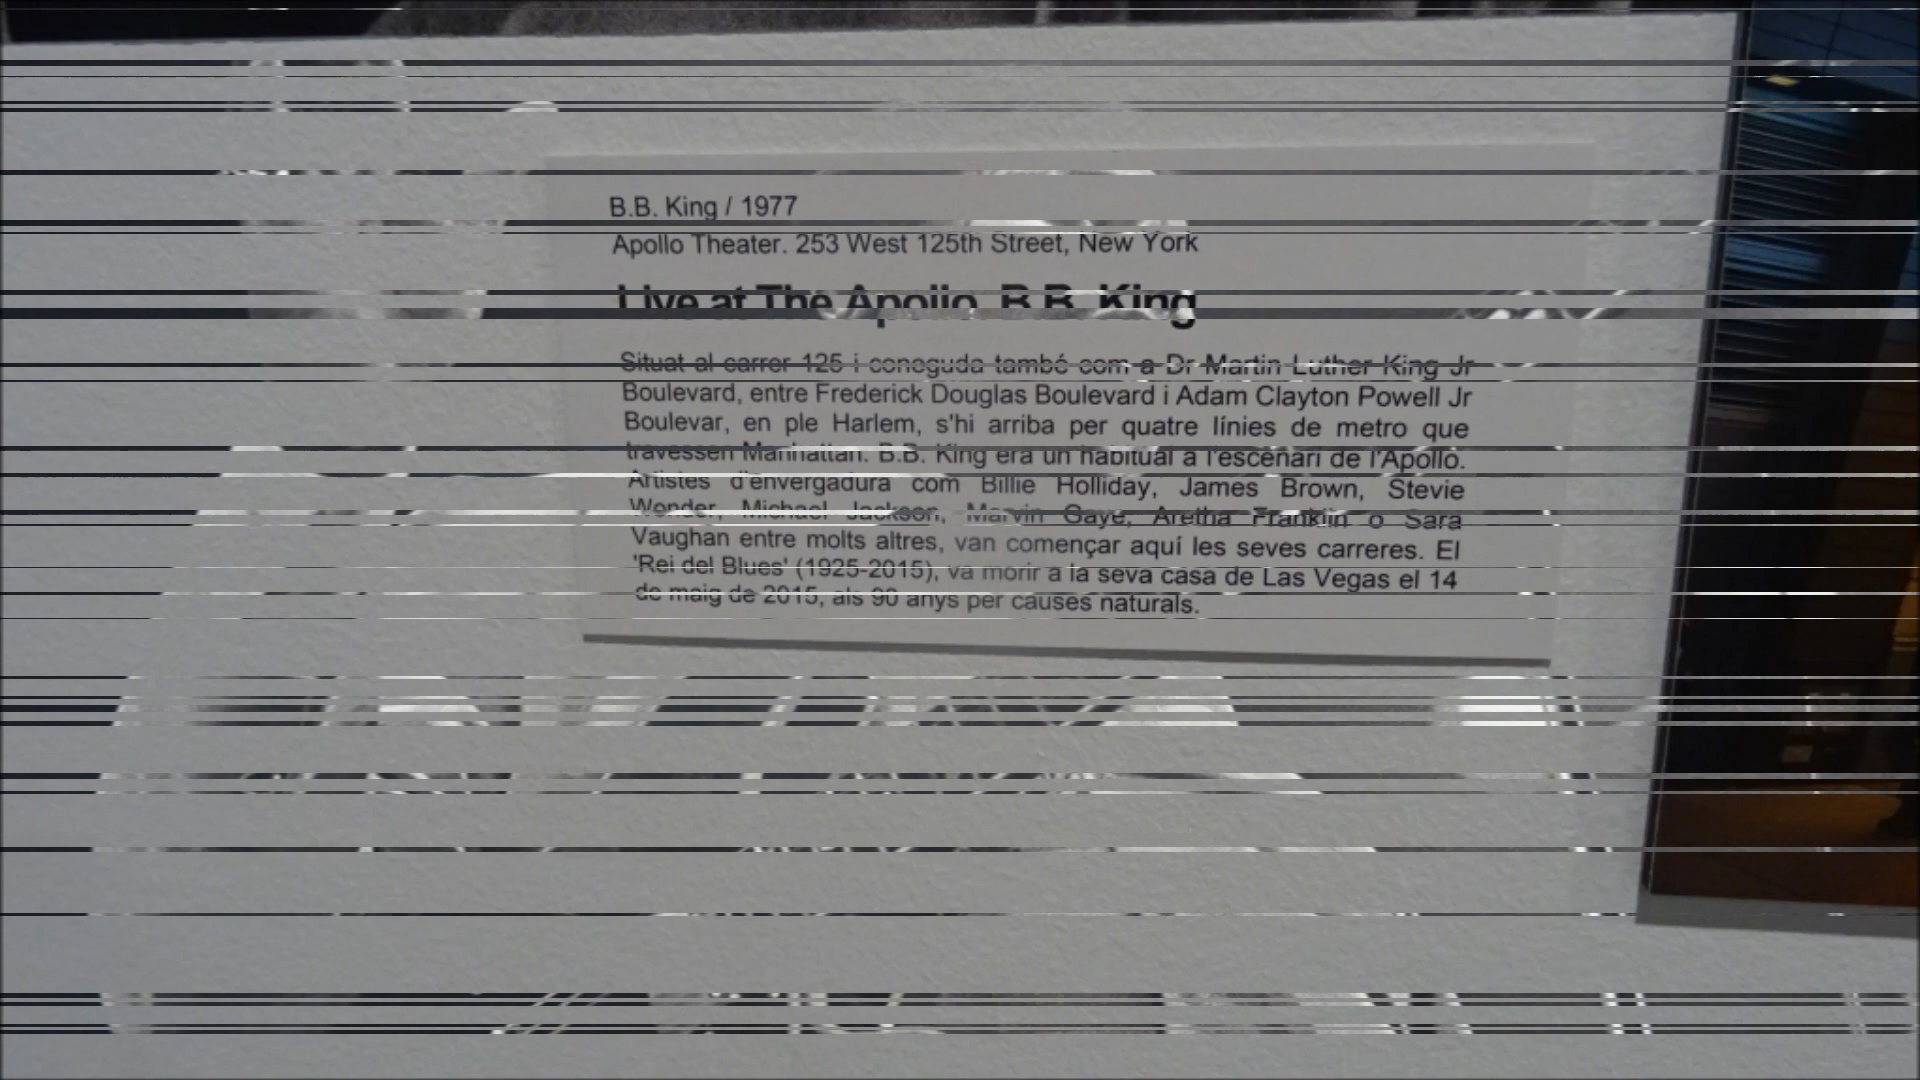 B.B. King / 1977
Apollo Theater. 253 West 125th Street, New York
Live at The Apollo, B.B. King
Situat al carrer 125 i coneguda també com a Dr Martin Luther King Jr
Boulevard, entre Frederick Douglas Boulevard i Adam Clayton Powell Jr
Boulevar, en ple Harlem, s'hi arriba per quatre línies de metro que
travessen Manhattan. B.B. King era un habitual a l'escenari de l'Apollo.
Artistes d'envergadura com Billie Holliday, James Brown, Stevie
Wonder, Michael Jackson, Marvin Gaye, Aretha Franklin o Sara
Vaughan entre molts altres, van començar aquí les seves carreres. El
'Rei del Blues' (1925-2015), va morir a la seva casa de Las Vegas el 14
de maig de 2015, als 90 anys per causes naturals.